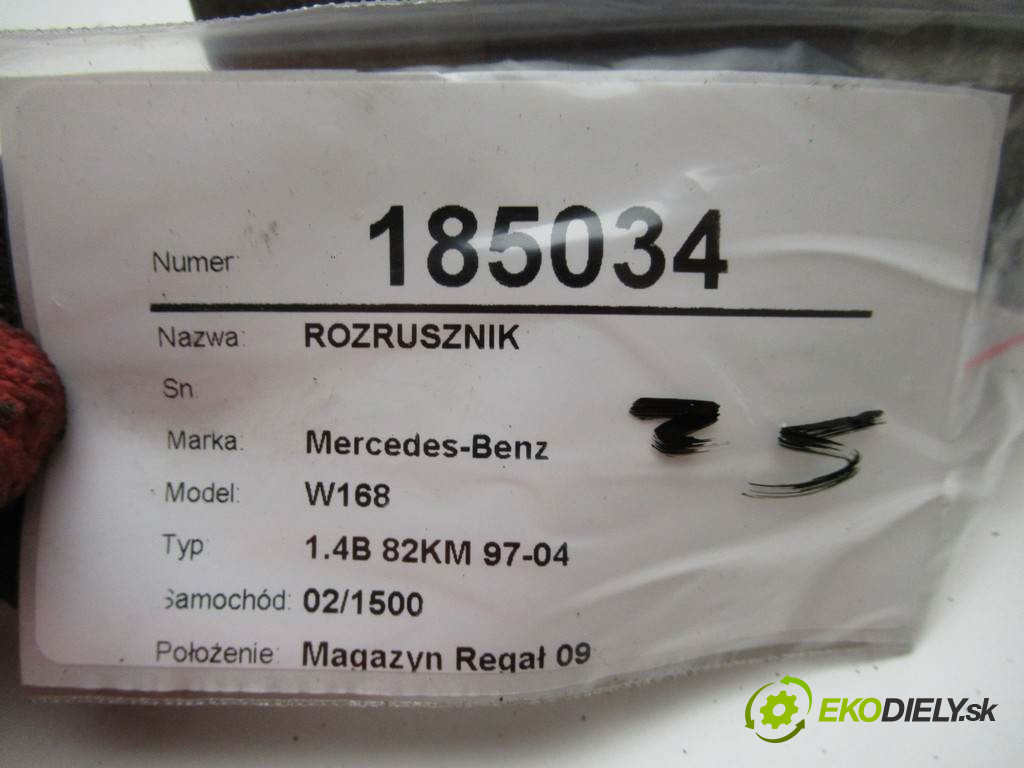 Numer: 185034
Nazwa: ROZRUSZNIK
Sn:
Marka: Mercedes-Benz
Model: W168
Typ: 1.4B 82KM 97-04
Samochód: 02/1500
Położenie: Magazyn Regał 09
EKODIELY.sk